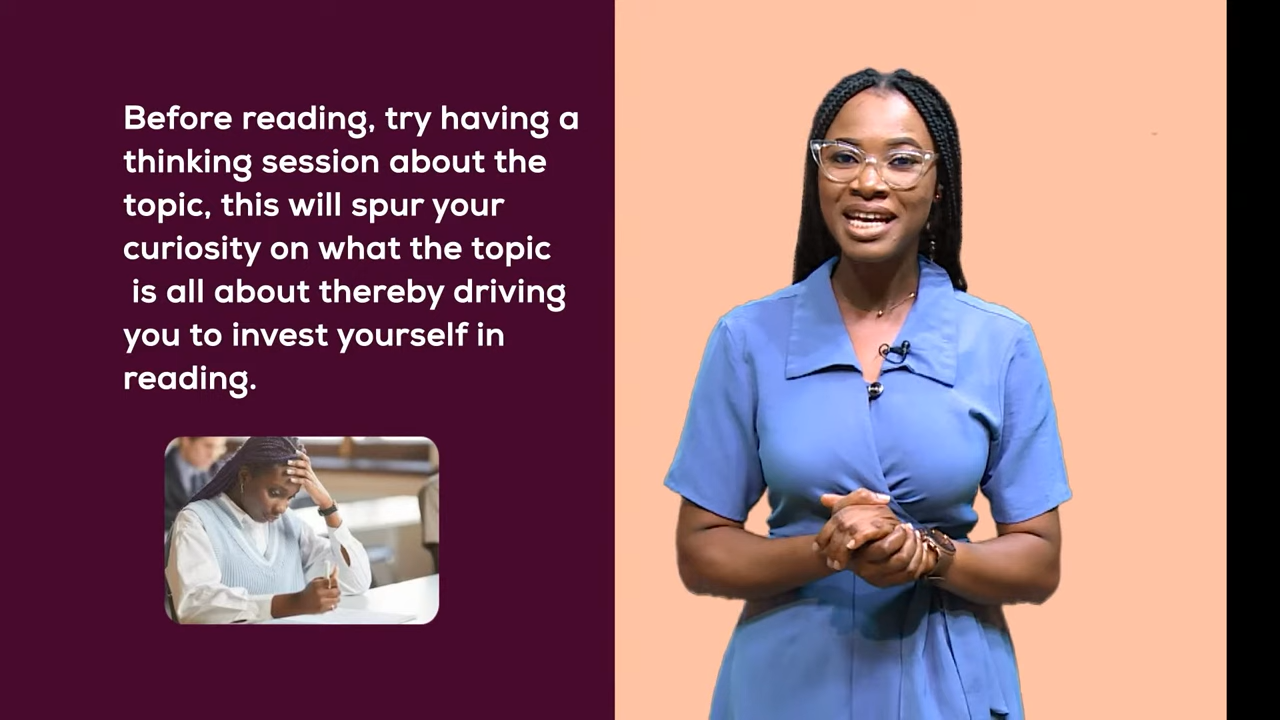 Before reading, try having a
thinking session about the
topic, this will spur your
curiosity on what the topic
is all about thereby driving
you to invest yourself in
reading.